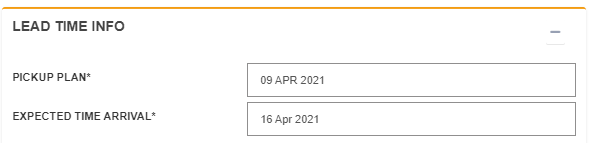 LEAD TIME INFO
PICKUP PLAN* 09 APR 2021
EXPECTED TIME ARRIVAL* 16 Apr 2021